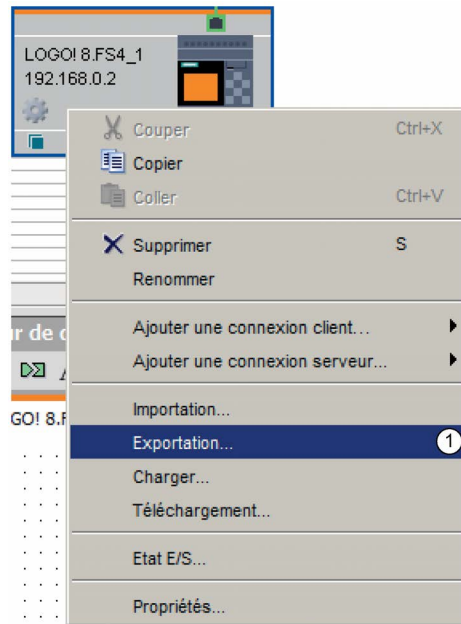 LOGO! 8.FS4_1
192.168.0.2
Couper Ctrl+X
Copier
Coller Ctrl+V
Supprimer S
Renommer
Ajouter une connexion client...
Ajouter une connexion serveur...
r de
GO! 8.F
Importation...
Exportation... 1
Charger...
Téléchargement...
Etat E/S...
Propriétés...